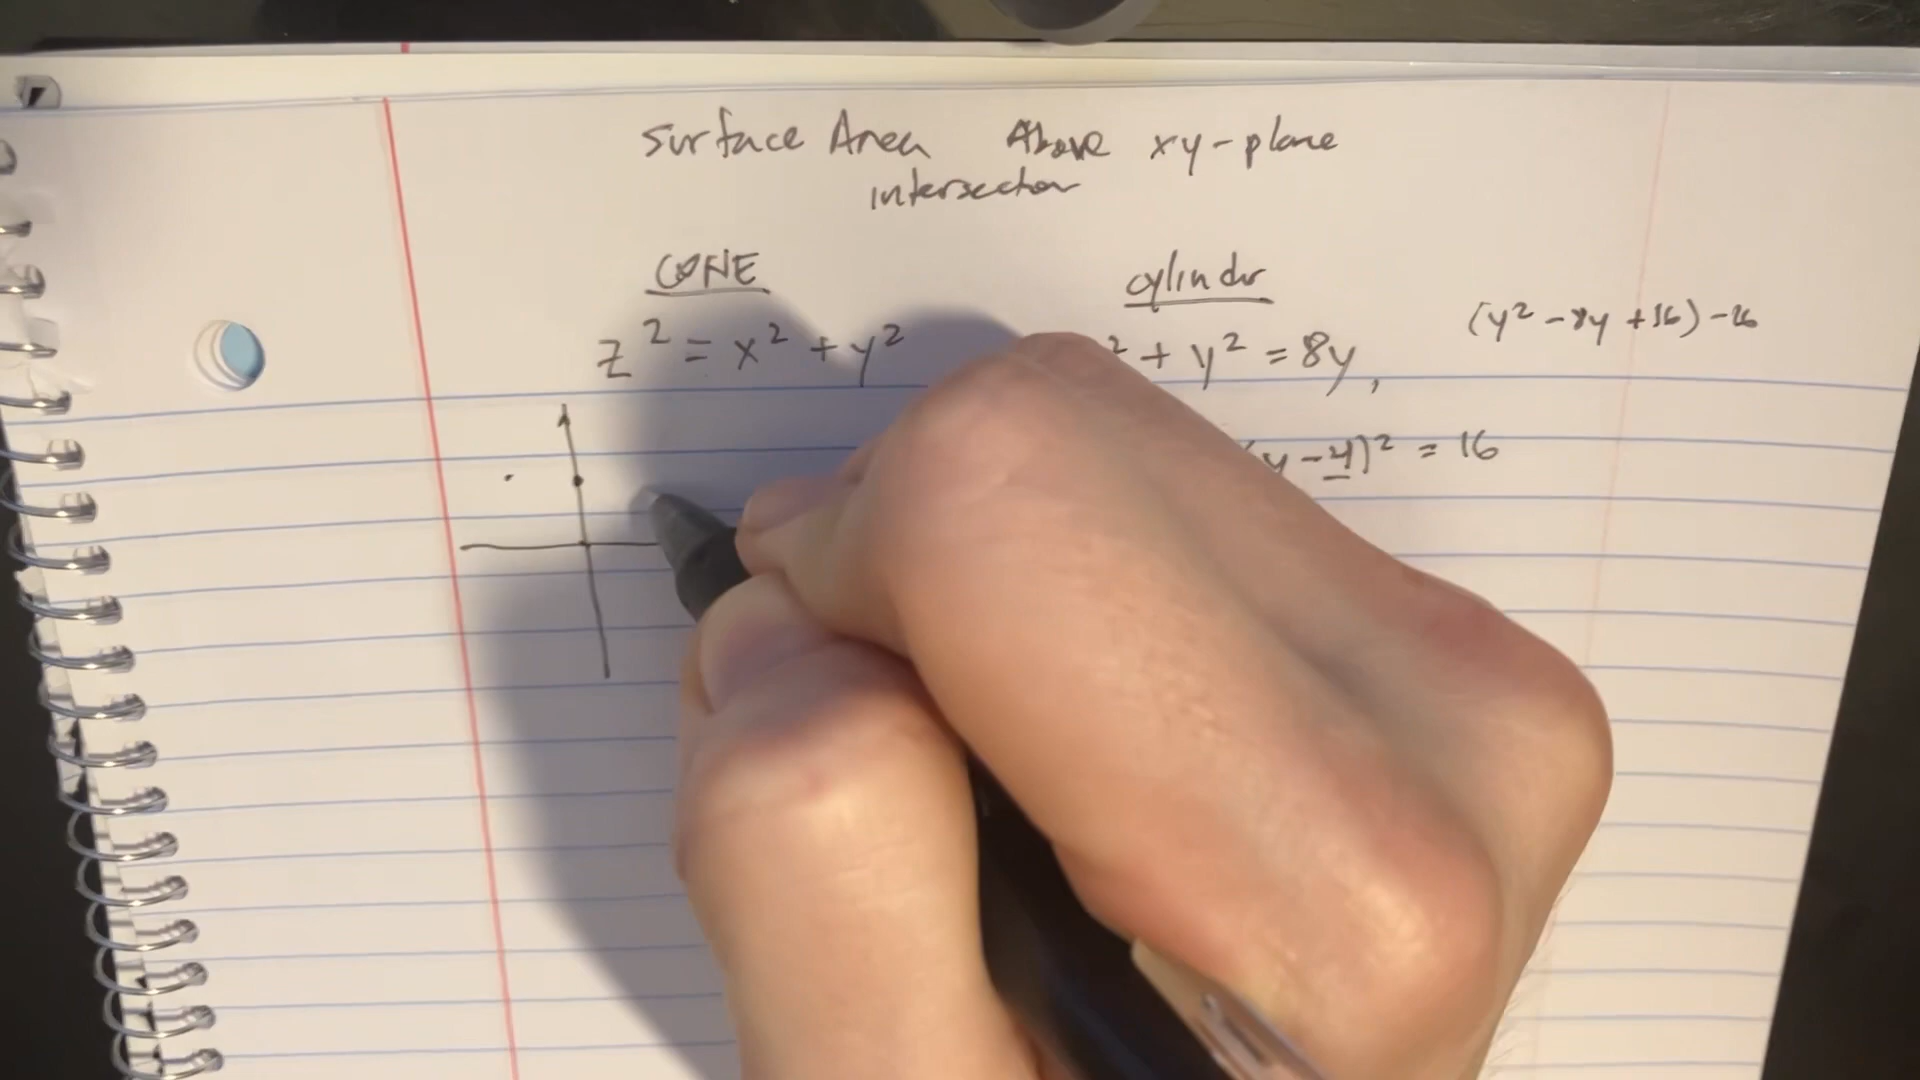 Surface Area Above xy-plane
intersection
CONE
cylinder
z² = x² + y²
² + y² = 8y,
(y² - 8y + 16) - 16
(y - 4)² = 16